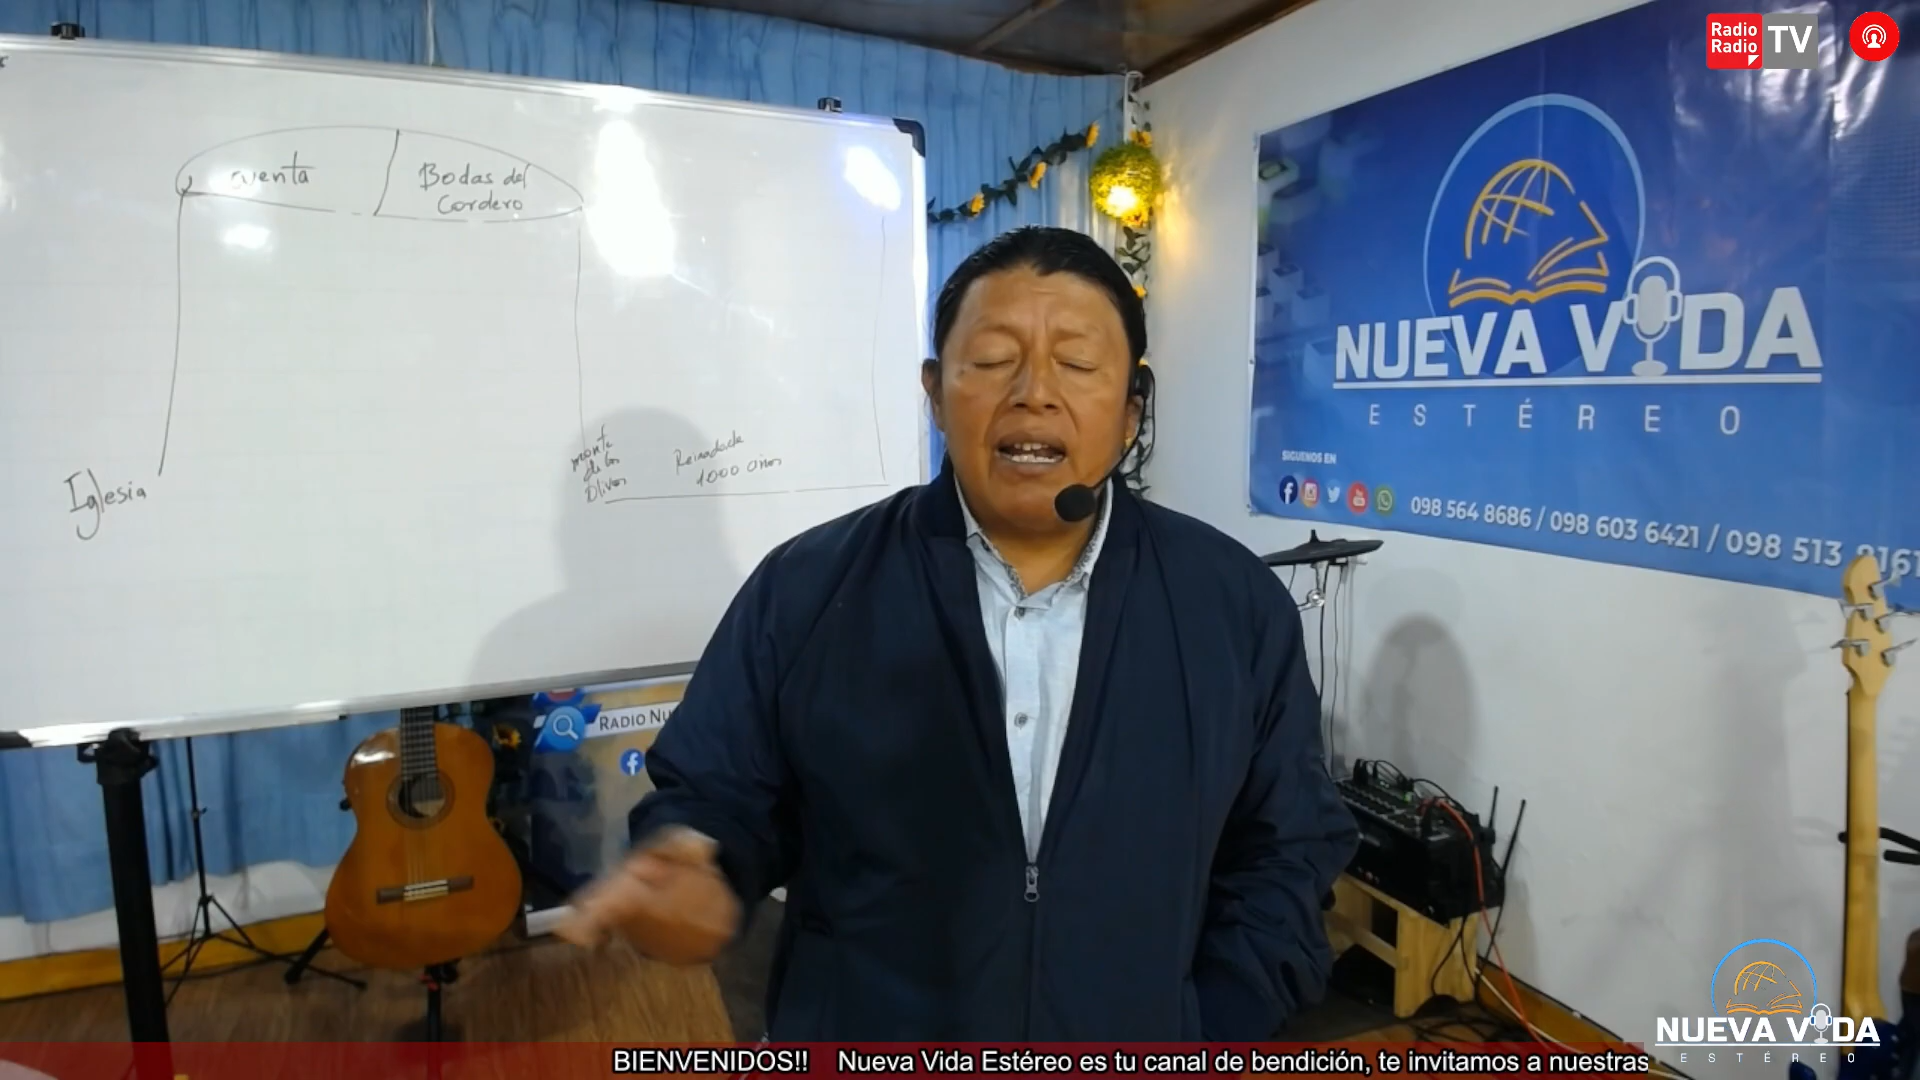 Radio
Radio
TV
cuenta
Bodas del
Cordero
Iglesia
monte
de los
Olivos
Reinado de
1000 años
NUEVA VIDA
ESTÉREO
SIGUENOS EN
098 564 8686 / 098 603 6421 / 098 513
RADIO NU
BIENVENIDOS!! Nueva Vida Estéreo es tu canal de bendición, te invitamos a nuestras
NUEVA VIDA
ESTÉREO